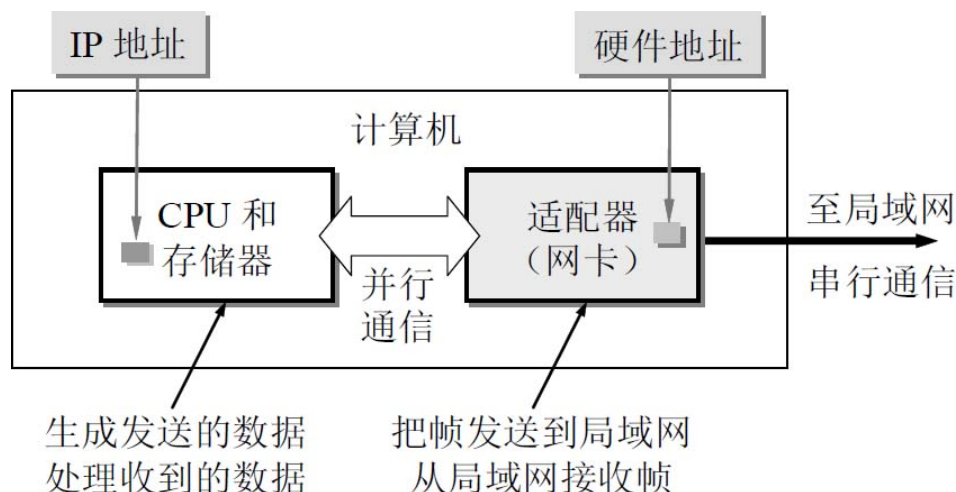 IP 地址
硬件地址
计算机
CPU 和
存储器
并行
通信
适配器
（网卡）
至局域网
串行通信
生成发送的数据
处理收到的数据
把帧发送到局域网
从局域网接收帧